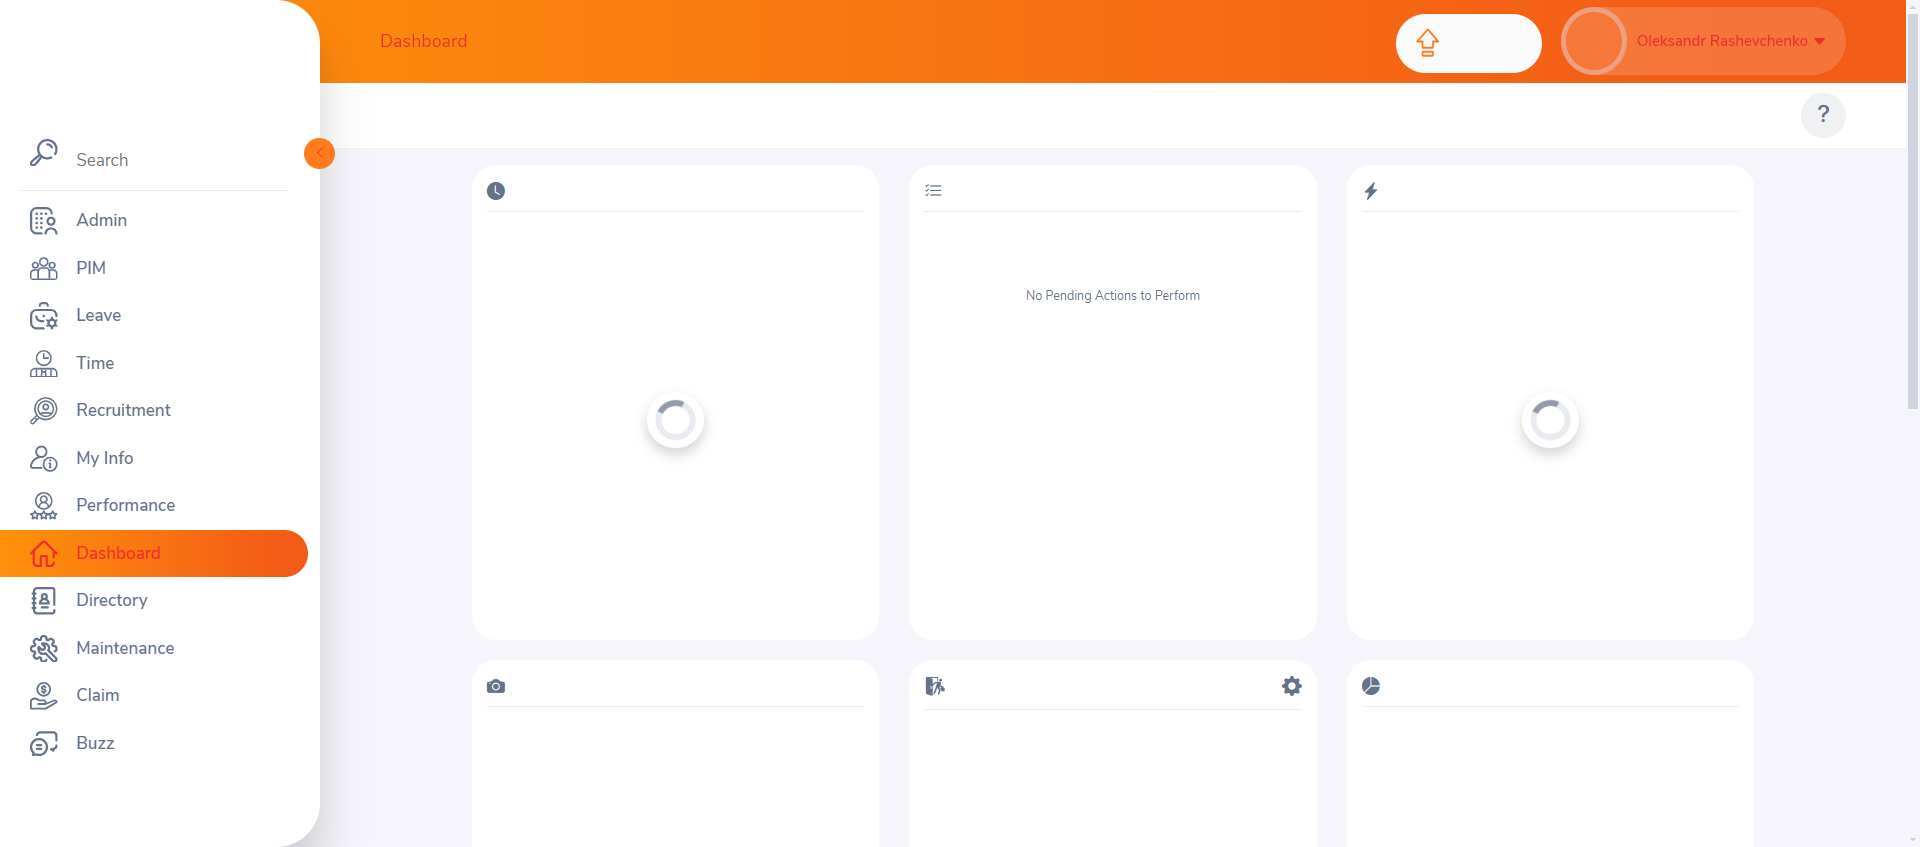 Dashboard
Oleksandr Rashevchenko
?
Search
Admin
PIM
Leave
Time
Recruitment
My Info
Performance
Dashboard
Directory
Maintenance
Claim
Buzz
No Pending Actions to Perform